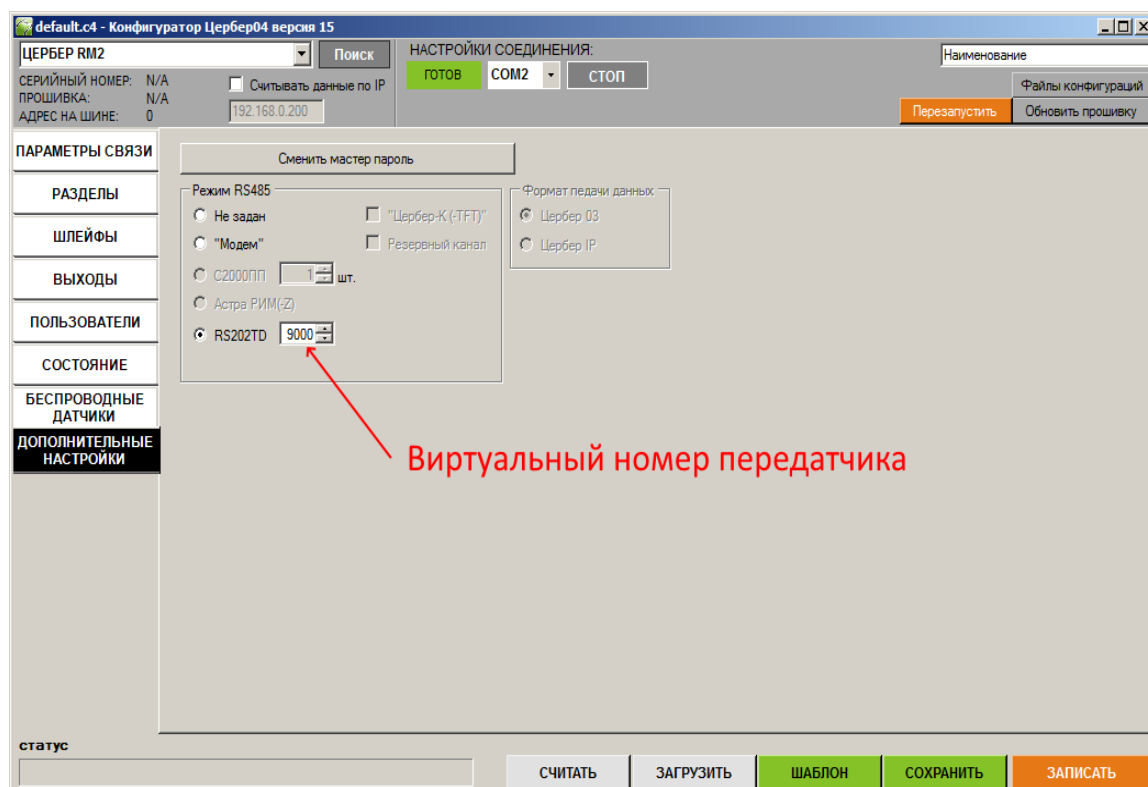 default.c4 - Конфигуратор Цербер04 версия 15
ЦЕРБЕР RM2
Поиск
НАСТРОЙКИ СОЕДИНЕНИЯ:
Наименование
ГОТОВ
COM2
СТОП
СЕРИЙНЫЙ НОМЕР: N/A
Считывать данные по IP
Файлы конфигураций
ПРОШИВКА: N/A
АДРЕС НА ШИНЕ: 0
192.168.0.200
Перезапустить
Обновить прошивку
ПАРАМЕТРЫ СВЯЗИ
РАЗДЕЛЫ
ШЛЕЙФЫ
ВЫХОДЫ
ПОЛЬЗОВАТЕЛИ
СОСТОЯНИЕ
БЕСПРОВОДНЫЕ
ДАТЧИКИ
ДОПОЛНИТЕЛЬНЫЕ
НАСТРОЙКИ
Сменить мастер пароль
Режим RS485
Не задан
"Цербер-К (-TFT)"
"Модем"
Резервный канал
С2000ПП 1 шт.
Астра РИМ(-Z)
RS202TD 9000
Формат педачи данных
Цербер 03
Цербер IP
Виртуальный номер передатчика
статус
СЧИТАТЬ
ЗАГРУЗИТЬ
ШАБЛОН
СОХРАНИТЬ
ЗАПИСАТЬ